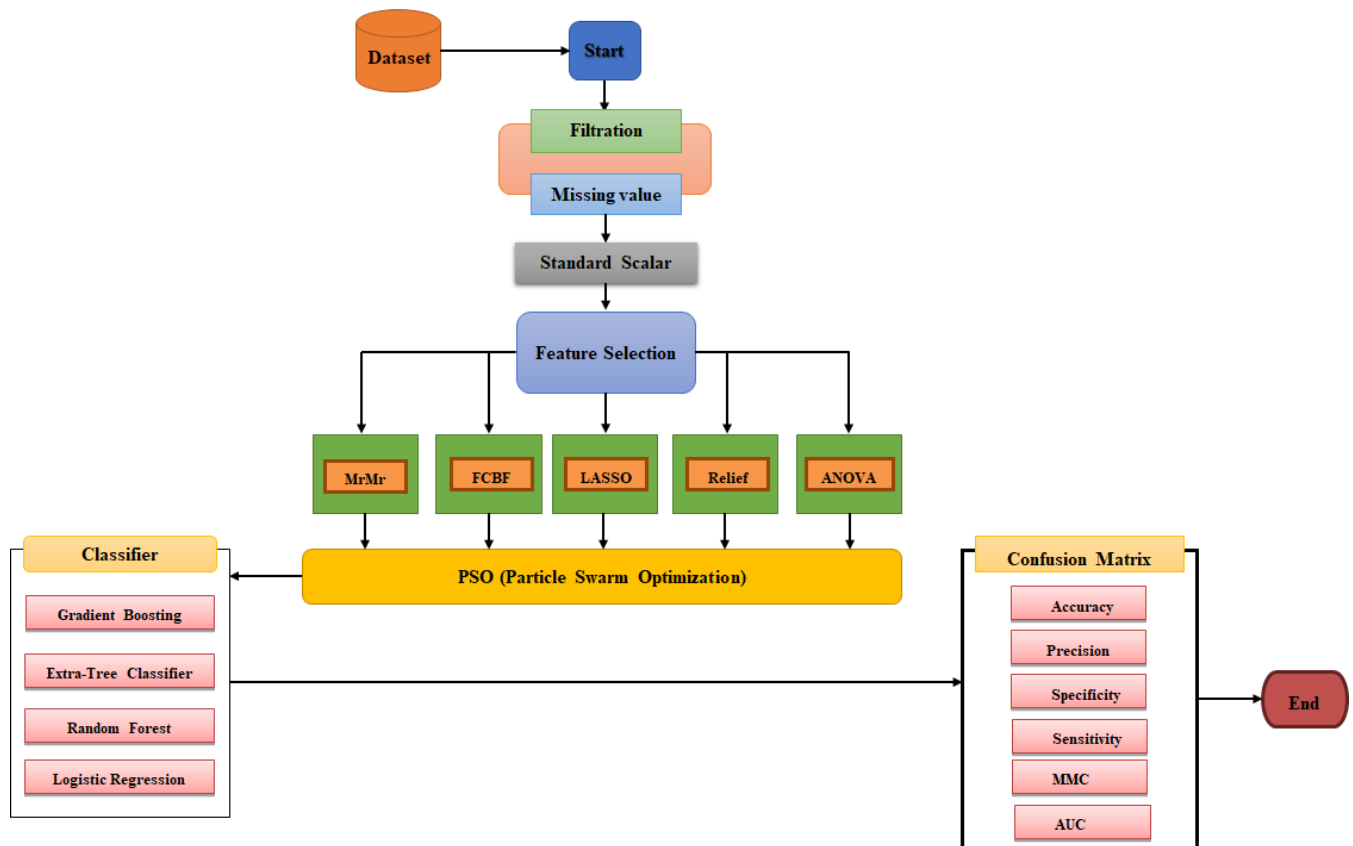 Dataset
Start
Filtration
Missing value
Standard Scalar
Feature Selection
MrMr
FCBF
LASSO
Relief
ANOVA
PSO (Particle Swarm Optimization)
Classifier
Gradient Boosting
Extra-Tree Classifier
Random Forest
Logistic Regression
Confusion Matrix
Accuracy
Precision
Specificity
Sensitivity
MMC
AUC
End